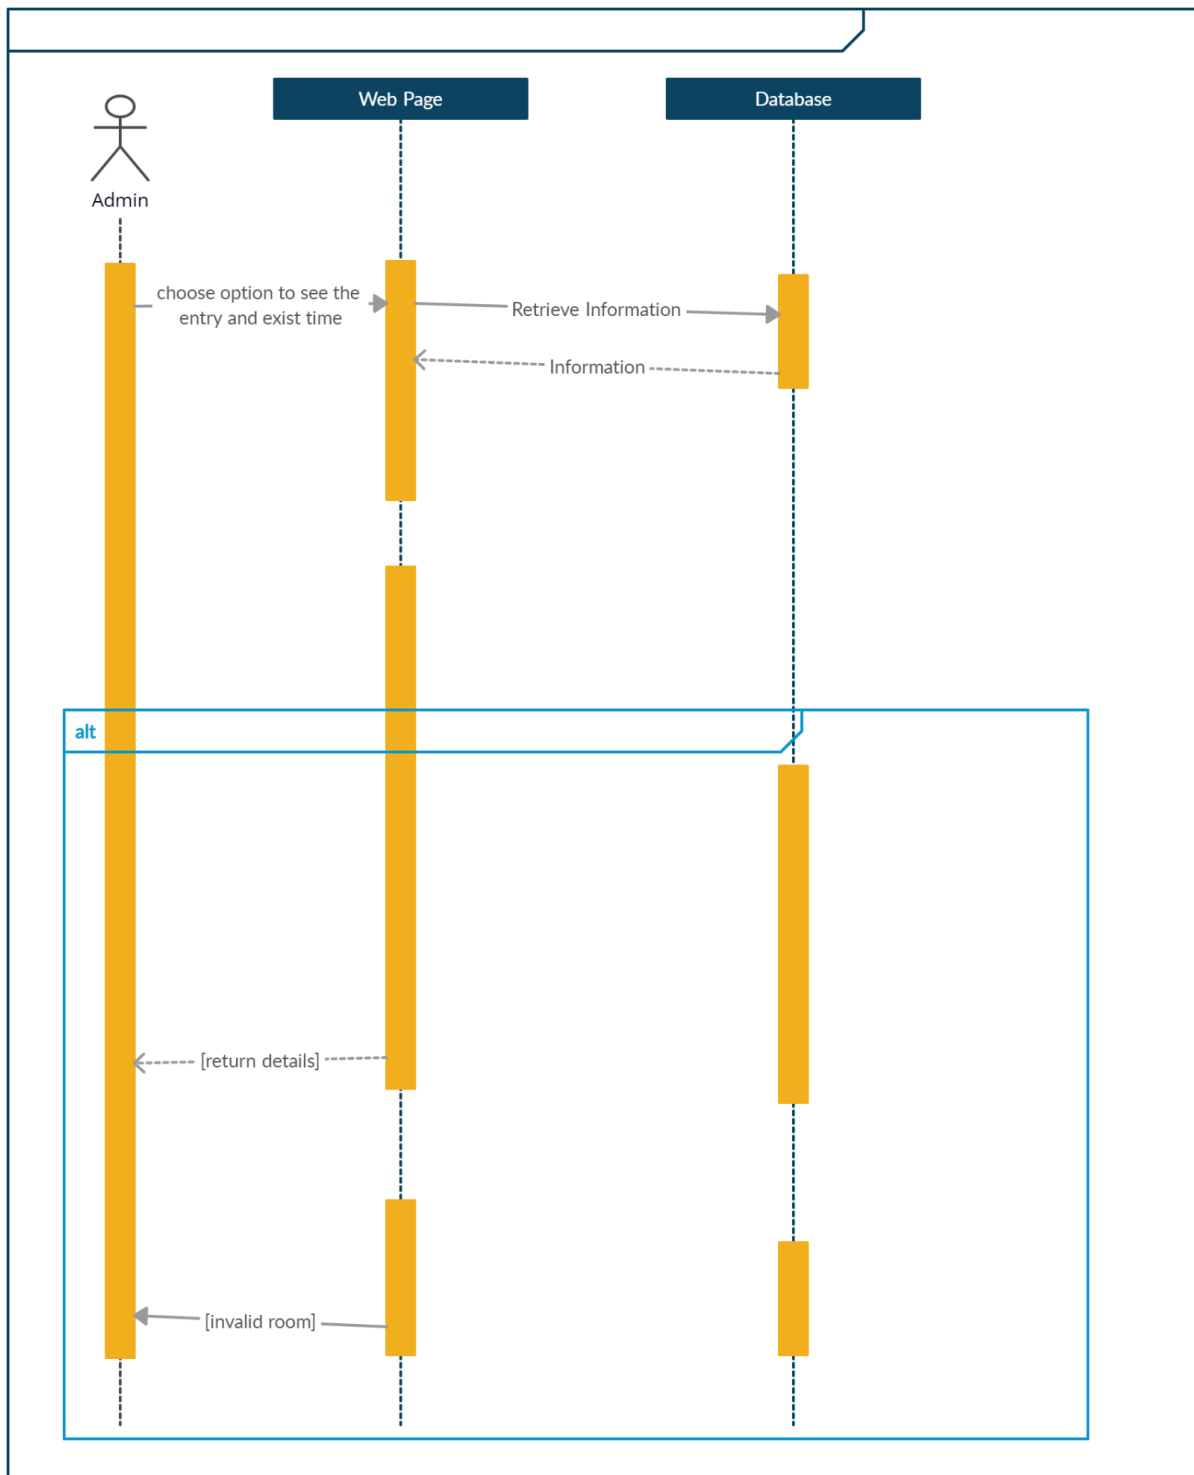 Web Page
Database
Admin
choose option to see the
entry and exist time
Retrieve Information
Information
alt
[return details]
[invalid room]